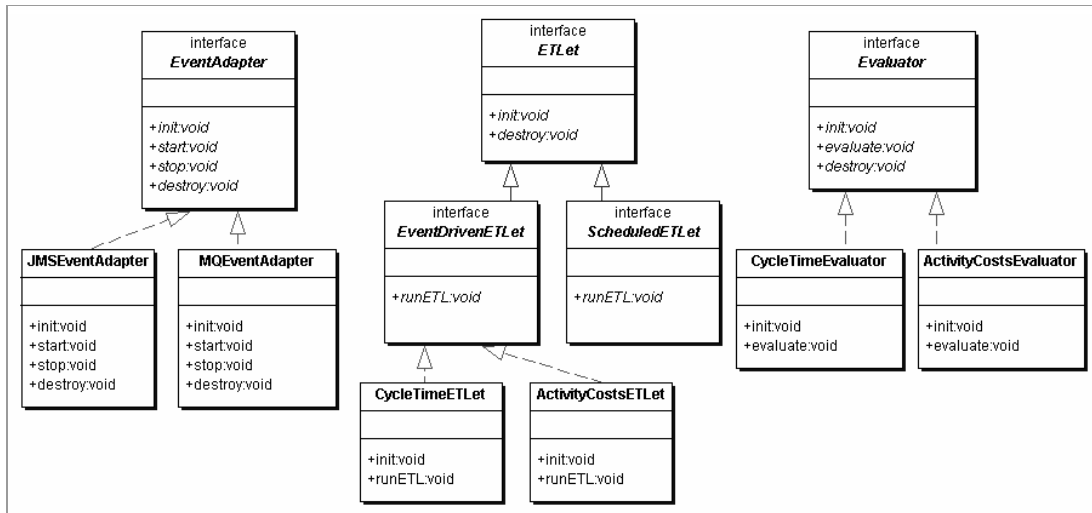 interface
EventAdapter
+init:void
+start:void
+stop:void
+destroy:void
JMSEventAdapter
+init:void
+start:void
+stop:void
+destroy:void
MQEventAdapter
+init:void
+start:void
+stop:void
+destroy:void
interface
ETLet
+init:void
+destroy:void
interface
EventDrivenETLet
+runETL:void
interface
ScheduledETLet
+runETL:void
CycleTimeETLet
+init:void
+runETL:void
ActivityCostsETLet
+init:void
+runETL:void
interface
Evaluator
+init:void
+evaluate:void
+destroy:void
CycleTimeEvaluator
+init:void
+evaluate:void
ActivityCostsEvaluator
+init:void
+evaluate:void